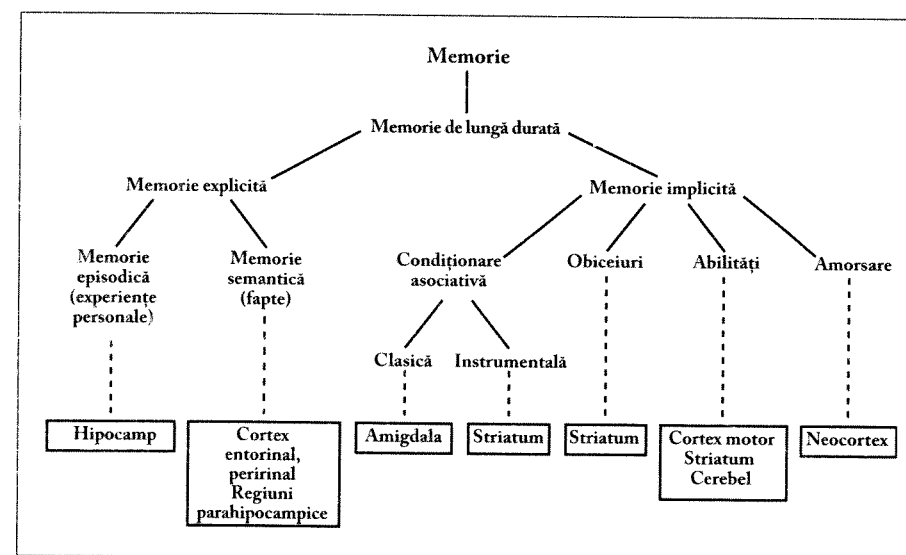 Memorie
Memorie de lungă durată
Memorie explicită
Memorie implicită
Memorie
episodică
(experiențe
personale)
Memorie
semantică
(fapte)
Condiționare
asociativă
Obiceiuri
Abilități
Amorsare
Clasică
Instrumentală
Hipocamp
Cortex
entorinal,
peririnal
Regiuni
parahipocampice
Amigdala
Striatum
Striatum
Cortex motor
Striatum
Cerebel
Neocortex